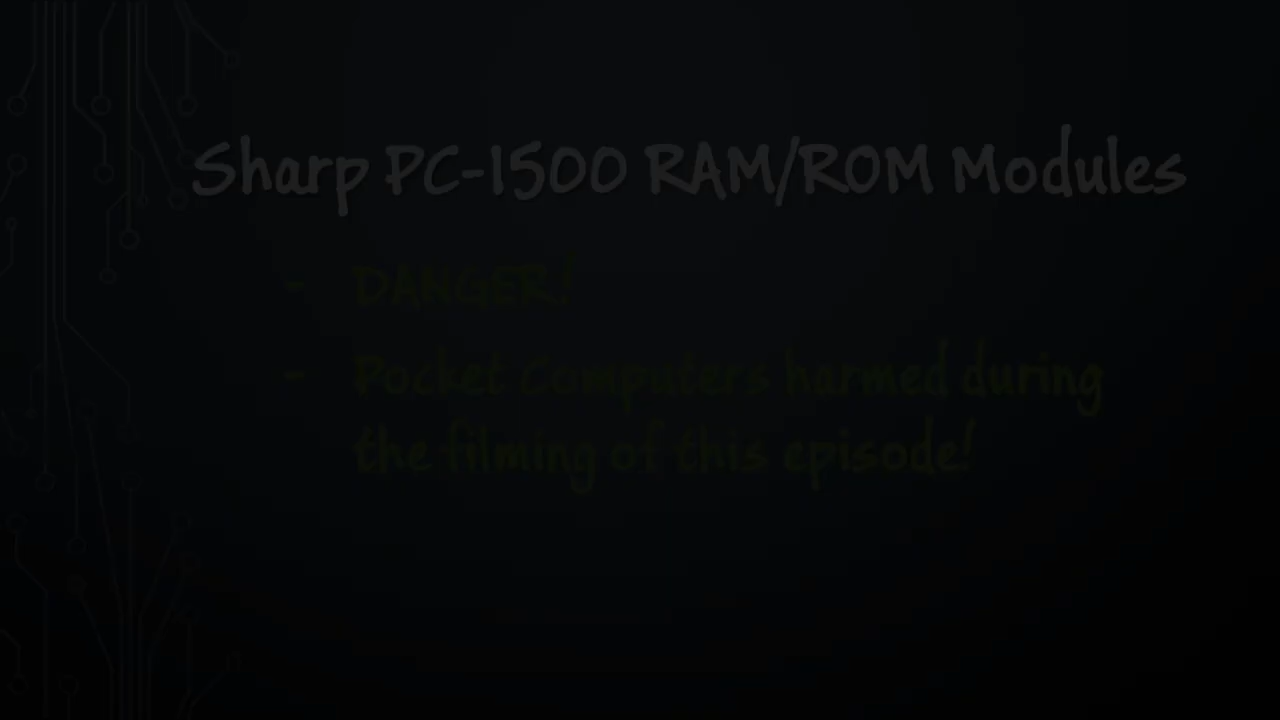 Sharp PC-1500 RAM/ROM Modules
- DANGER!
- Pocket Computers harmed during
the filming of this episode!